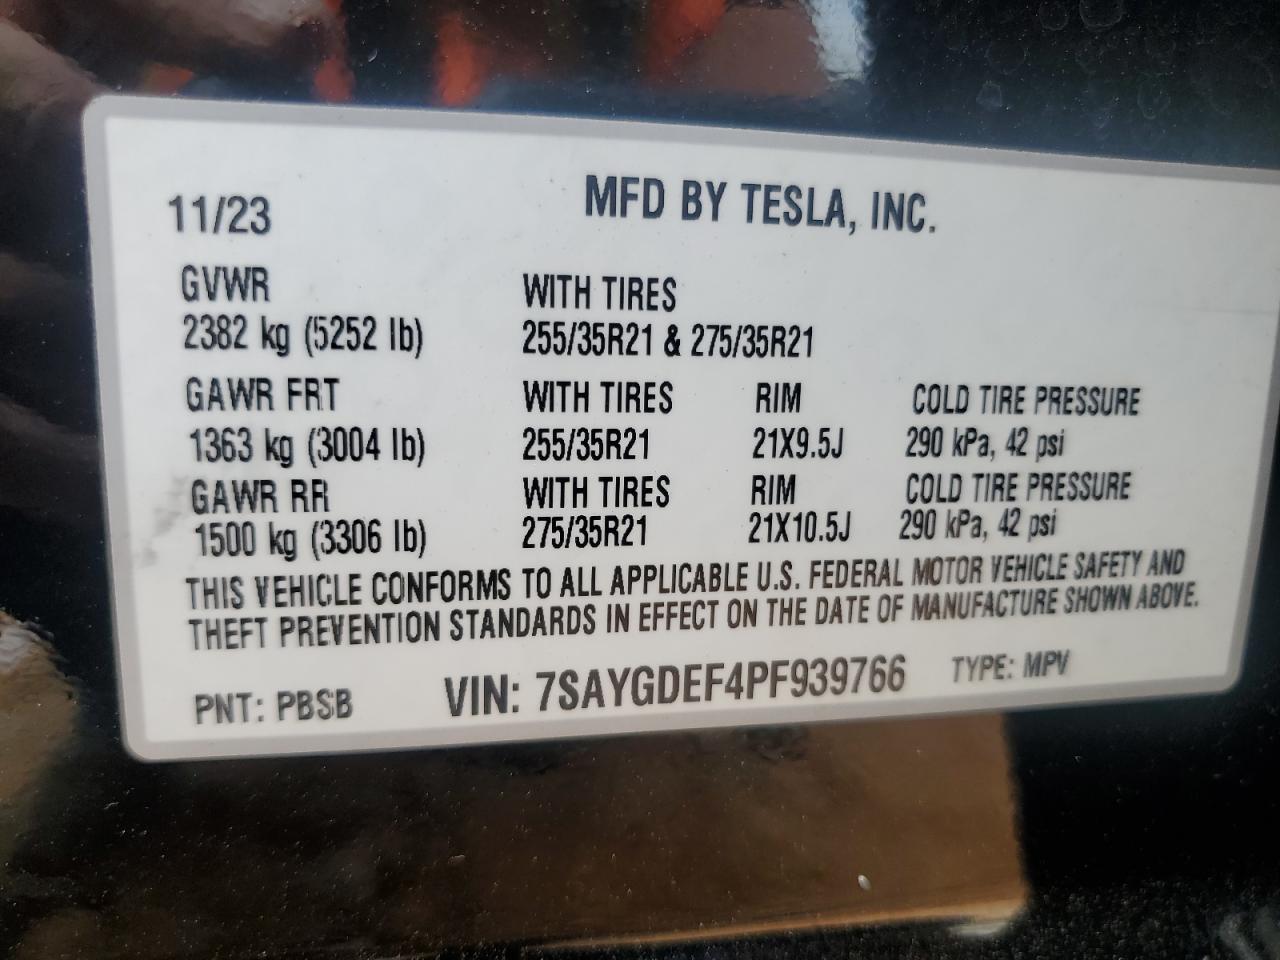 11/23 MFD BY TESLA, INC.
GVWR WITH TIRES
2382 kg (5252 lb) 255/35R21 & 275/35R21
GAWR FRT WITH TIRES RIM COLD TIRE PRESSURE
1363 kg (3004 lb) 255/35R21 21X9.5J 290 kPa, 42 psi
GAWR RR WITH TIRES RIM COLD TIRE PRESSURE
1500 kg (3306 lb) 275/35R21 21X10.5J 290 kPa, 42 psi
THIS VEHICLE CONFORMS TO ALL APPLICABLE U.S. FEDERAL MOTOR VEHICLE SAFETY AND
THEFT PREVENTION STANDARDS IN EFFECT ON THE DATE OF MANUFACTURE SHOWN ABOVE.
PNT: PBSB VIN: 7SAYGDEF4PF939766 TYPE: MPV